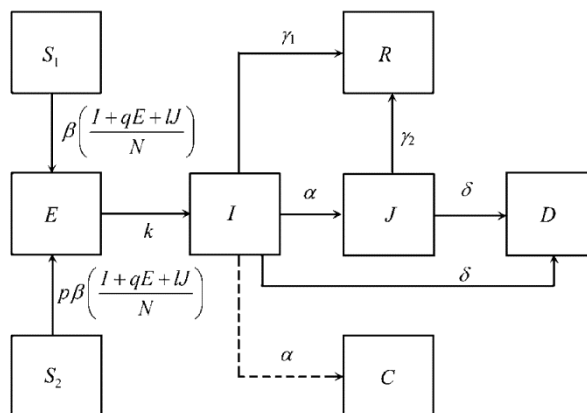 S₁
γ₁
R
β((I + qE + lJ)/N)
γ₂
E
k
I
α
J
δ
D
pβ((I + qE + lJ)/N)
δ
α
S₂
C